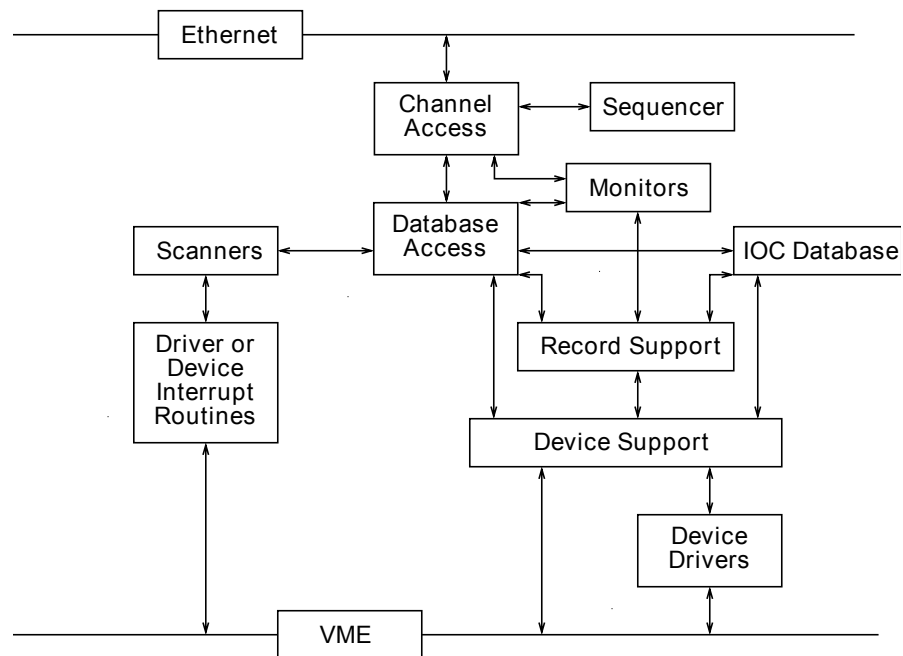 Ethernet
Channel
Access
Sequencer
Monitors
Database
Access
Scanners
IOC Database
Driver or
Device
Interrupt
Routines
Record Support
Device Support
Device
Drivers
VME